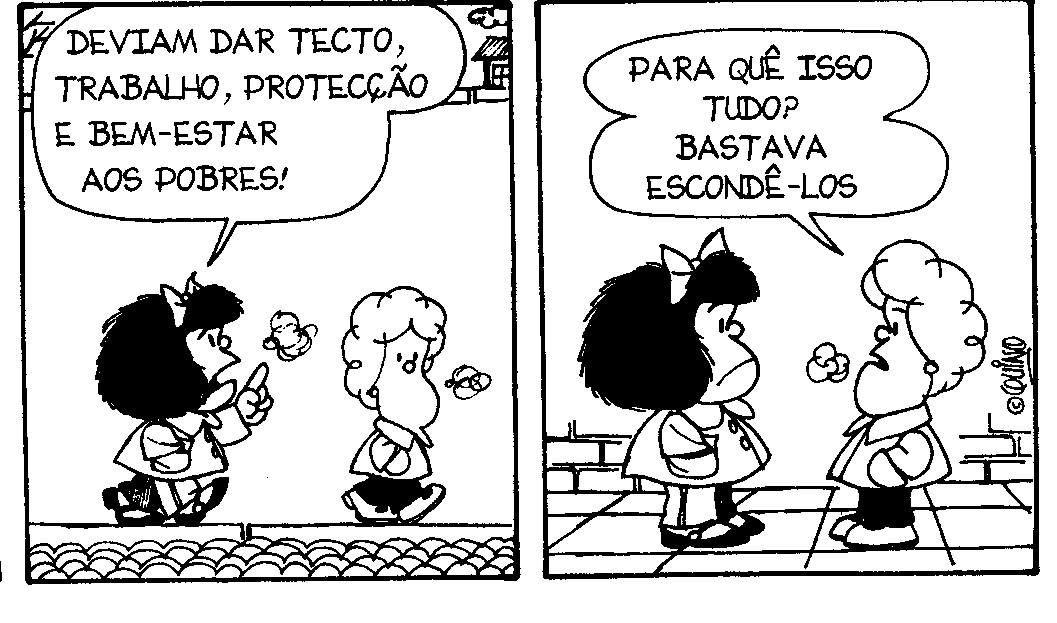 DEVIAM DAR TECTO,
TRABALHO, PROTECÇÃO
E BEM-ESTAR
AOS POBRES!
PARA QUÊ ISSO
TUDO?
BASTAVA
ESCONDÊ-LOS
© QUINO